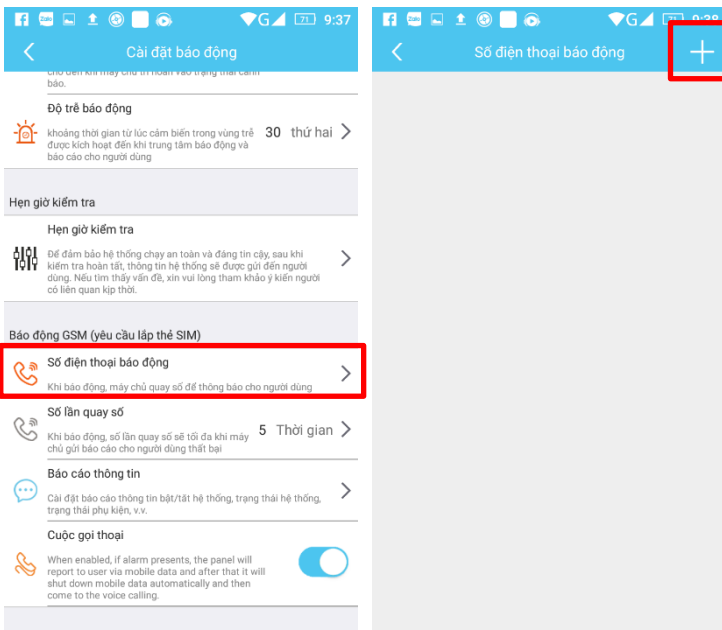 71 9:37
Cài đặt báo động
báo.
Độ trễ báo động
khoảng thời gian từ lúc cảm biến trong vùng trễ
được kích hoạt đến khi trung tâm báo động và
báo cáo cho người dùng
30 thứ hai
Hẹn giờ kiểm tra
Hẹn giờ kiểm tra
Để đảm bảo hệ thống chạy an toàn và đáng tin cậy, sau khi
kiểm tra hoàn tất, thông tin hệ thống sẽ được gửi đến người
dùng. Nếu tìm thấy vấn đề, xin vui lòng tham khảo ý kiến người
có liên quan kịp thời.
Báo động GSM (yêu cầu lắp thẻ SIM)
Số điện thoại báo động
Khi báo động, máy chủ quay số để thông báo cho người dùng
Số lần quay số
Khi báo động, số lần quay số sẽ tối đa khi máy
chủ gửi báo cáo cho người dùng thất bại
5 Thời gian
Báo cáo thông tin
Cài đặt báo cáo thông tin bật/tắt hệ thống, trạng thái hệ thống,
trạng thái phụ kiện, v.v.
Cuộc gọi thoại
When enabled, if alarm presents, the panel will
report to user via mobile data and after that it will
shut down mobile data automatically and then
come to the voice calling.
G 71 9:38
Số điện thoại báo động